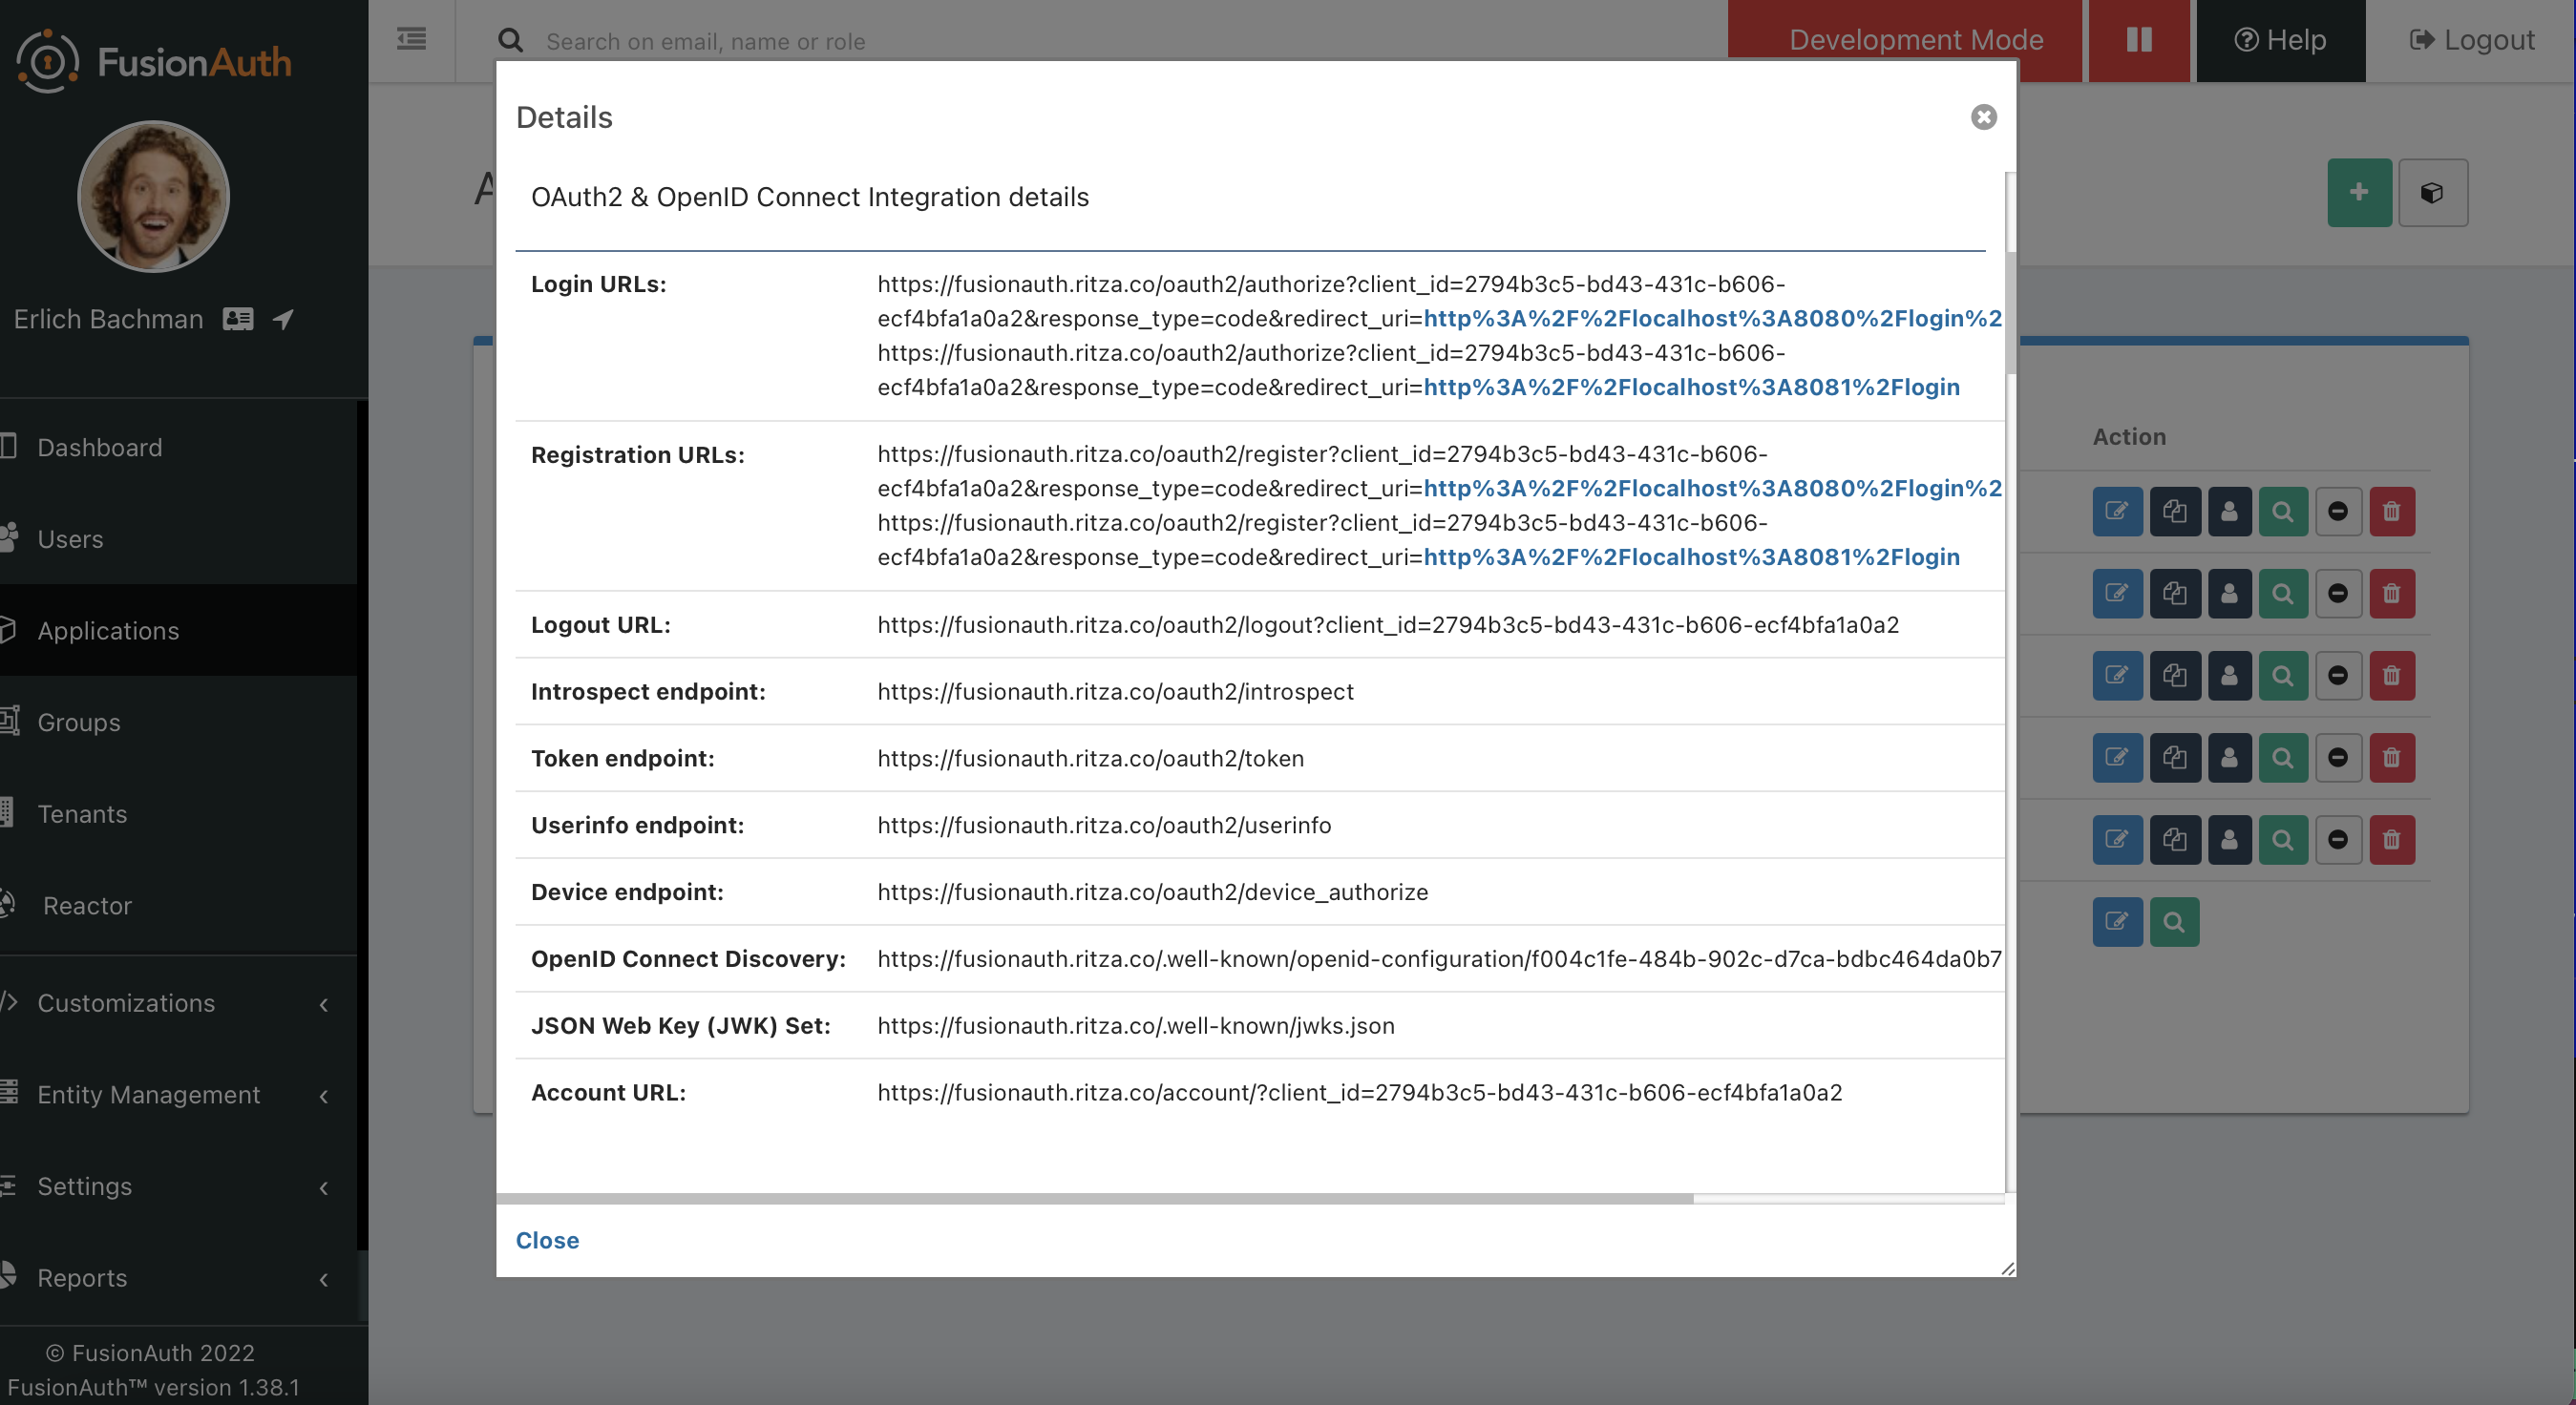 FusionAuth
Search on email, name or role
Development Mode
Help
Logout
Erlich Bachman
Dashboard
Users
Applications
Groups
Tenants
Reactor
Customizations
Entity Management
Settings
Reports
© FusionAuth 2022
FusionAuth™ version 1.38.1
A
Details
OAuth2 & OpenID Connect Integration details
Login URLs:
https://fusionauth.ritza.co/oauth2/authorize?client_id=2794b3c5-bd43-431c-b606-
ecf4bfa1a0a2&response_type=code&redirect_uri=http%3A%2F%2Flocalhost%3A8080%2Flogin%2
https://fusionauth.ritza.co/oauth2/authorize?client_id=2794b3c5-bd43-431c-b606-
ecf4bfa1a0a2&response_type=code&redirect_uri=http%3A%2F%2Flocalhost%3A8081%2Flogin
Registration URLs:
https://fusionauth.ritza.co/oauth2/register?client_id=2794b3c5-bd43-431c-b606-
ecf4bfa1a0a2&response_type=code&redirect_uri=http%3A%2F%2Flocalhost%3A8080%2Flogin%2
https://fusionauth.ritza.co/oauth2/register?client_id=2794b3c5-bd43-431c-b606-
ecf4bfa1a0a2&response_type=code&redirect_uri=http%3A%2F%2Flocalhost%3A8081%2Flogin
Logout URL:
https://fusionauth.ritza.co/oauth2/logout?client_id=2794b3c5-bd43-431c-b606-ecf4bfa1a0a2
Introspect endpoint:
https://fusionauth.ritza.co/oauth2/introspect
Token endpoint:
https://fusionauth.ritza.co/oauth2/token
Userinfo endpoint:
https://fusionauth.ritza.co/oauth2/userinfo
Device endpoint:
https://fusionauth.ritza.co/oauth2/device_authorize
OpenID Connect Discovery:
https://fusionauth.ritza.co/.well-known/openid-configuration/f004c1fe-484b-902c-d7ca-bdbc464da0b7
JSON Web Key (JWK) Set:
https://fusionauth.ritza.co/.well-known/jwks.json
Account URL:
https://fusionauth.ritza.co/account/?client_id=2794b3c5-bd43-431c-b606-ecf4bfa1a0a2
Close
Action